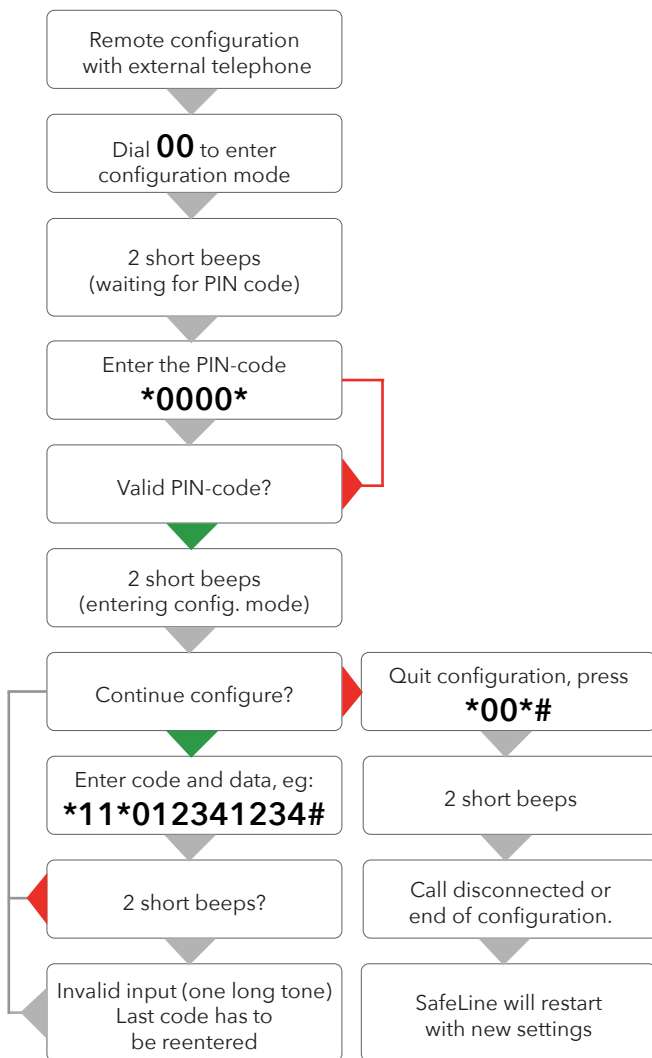 Remote configuration
with external telephone
Dial 00 to enter
configuration mode
2 short beeps
(waiting for PIN code)
Enter the PIN-code
*0000*
Valid PIN-code?
2 short beeps
(entering config. mode)
Continue configure?
Quit configuration, press
*00*#
Enter code and data, eg:
*11*012341234#
2 short beeps
2 short beeps?
Call disconnected or
end of configuration.
Invalid input (one long tone)
Last code has to
be reentered
SafeLine will restart
with new settings